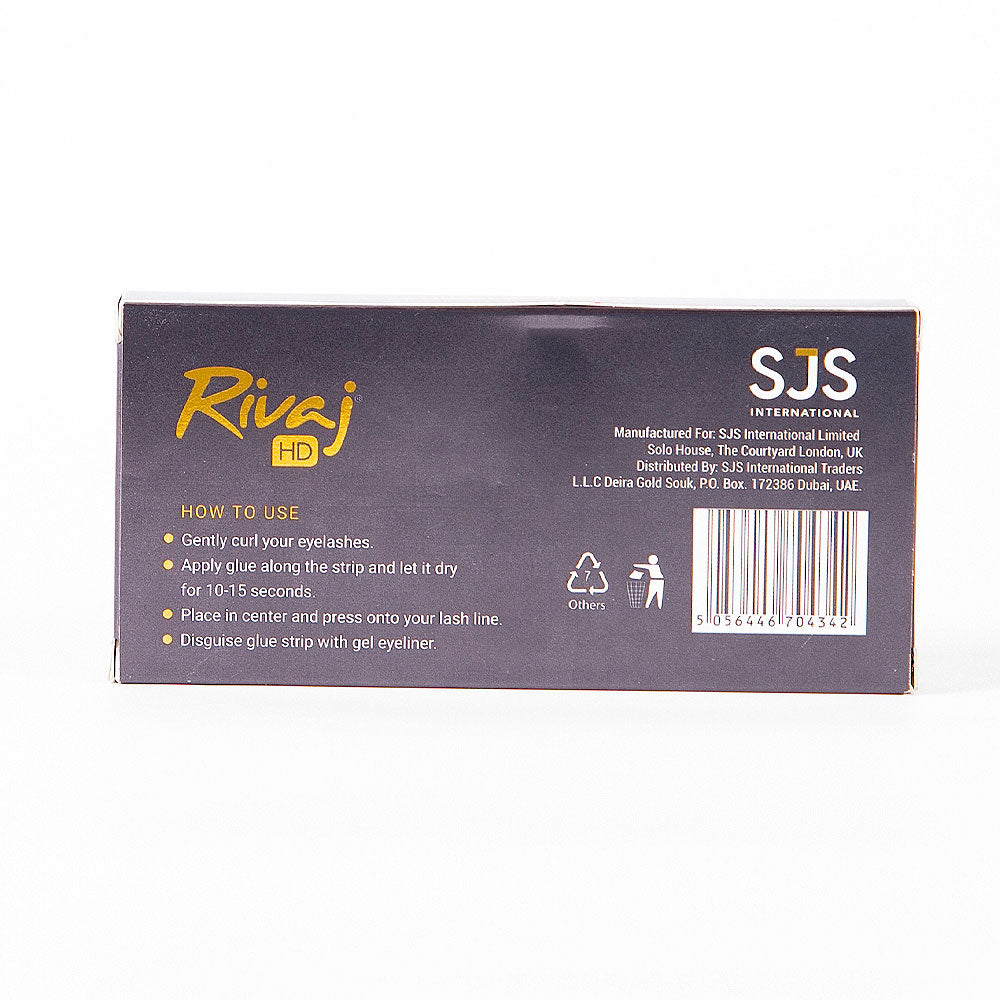 Rivaj®
HD
HOW TO USE
Gently curl your eyelashes.
Apply glue along the strip and let it dry
for 10-15 seconds.
Place in center and press onto your lash line.
Disguise glue strip with gel eyeliner.
SJS
INTERNATIONAL
Manufactured For: SJS International Limited
Solo House, The Courtyard London, UK
Distributed By: SJS International Traders
L.L.C Deira Gold Souk, P.O. Box. 172386 Dubai, UAE.
7
Others
5 056446 704342